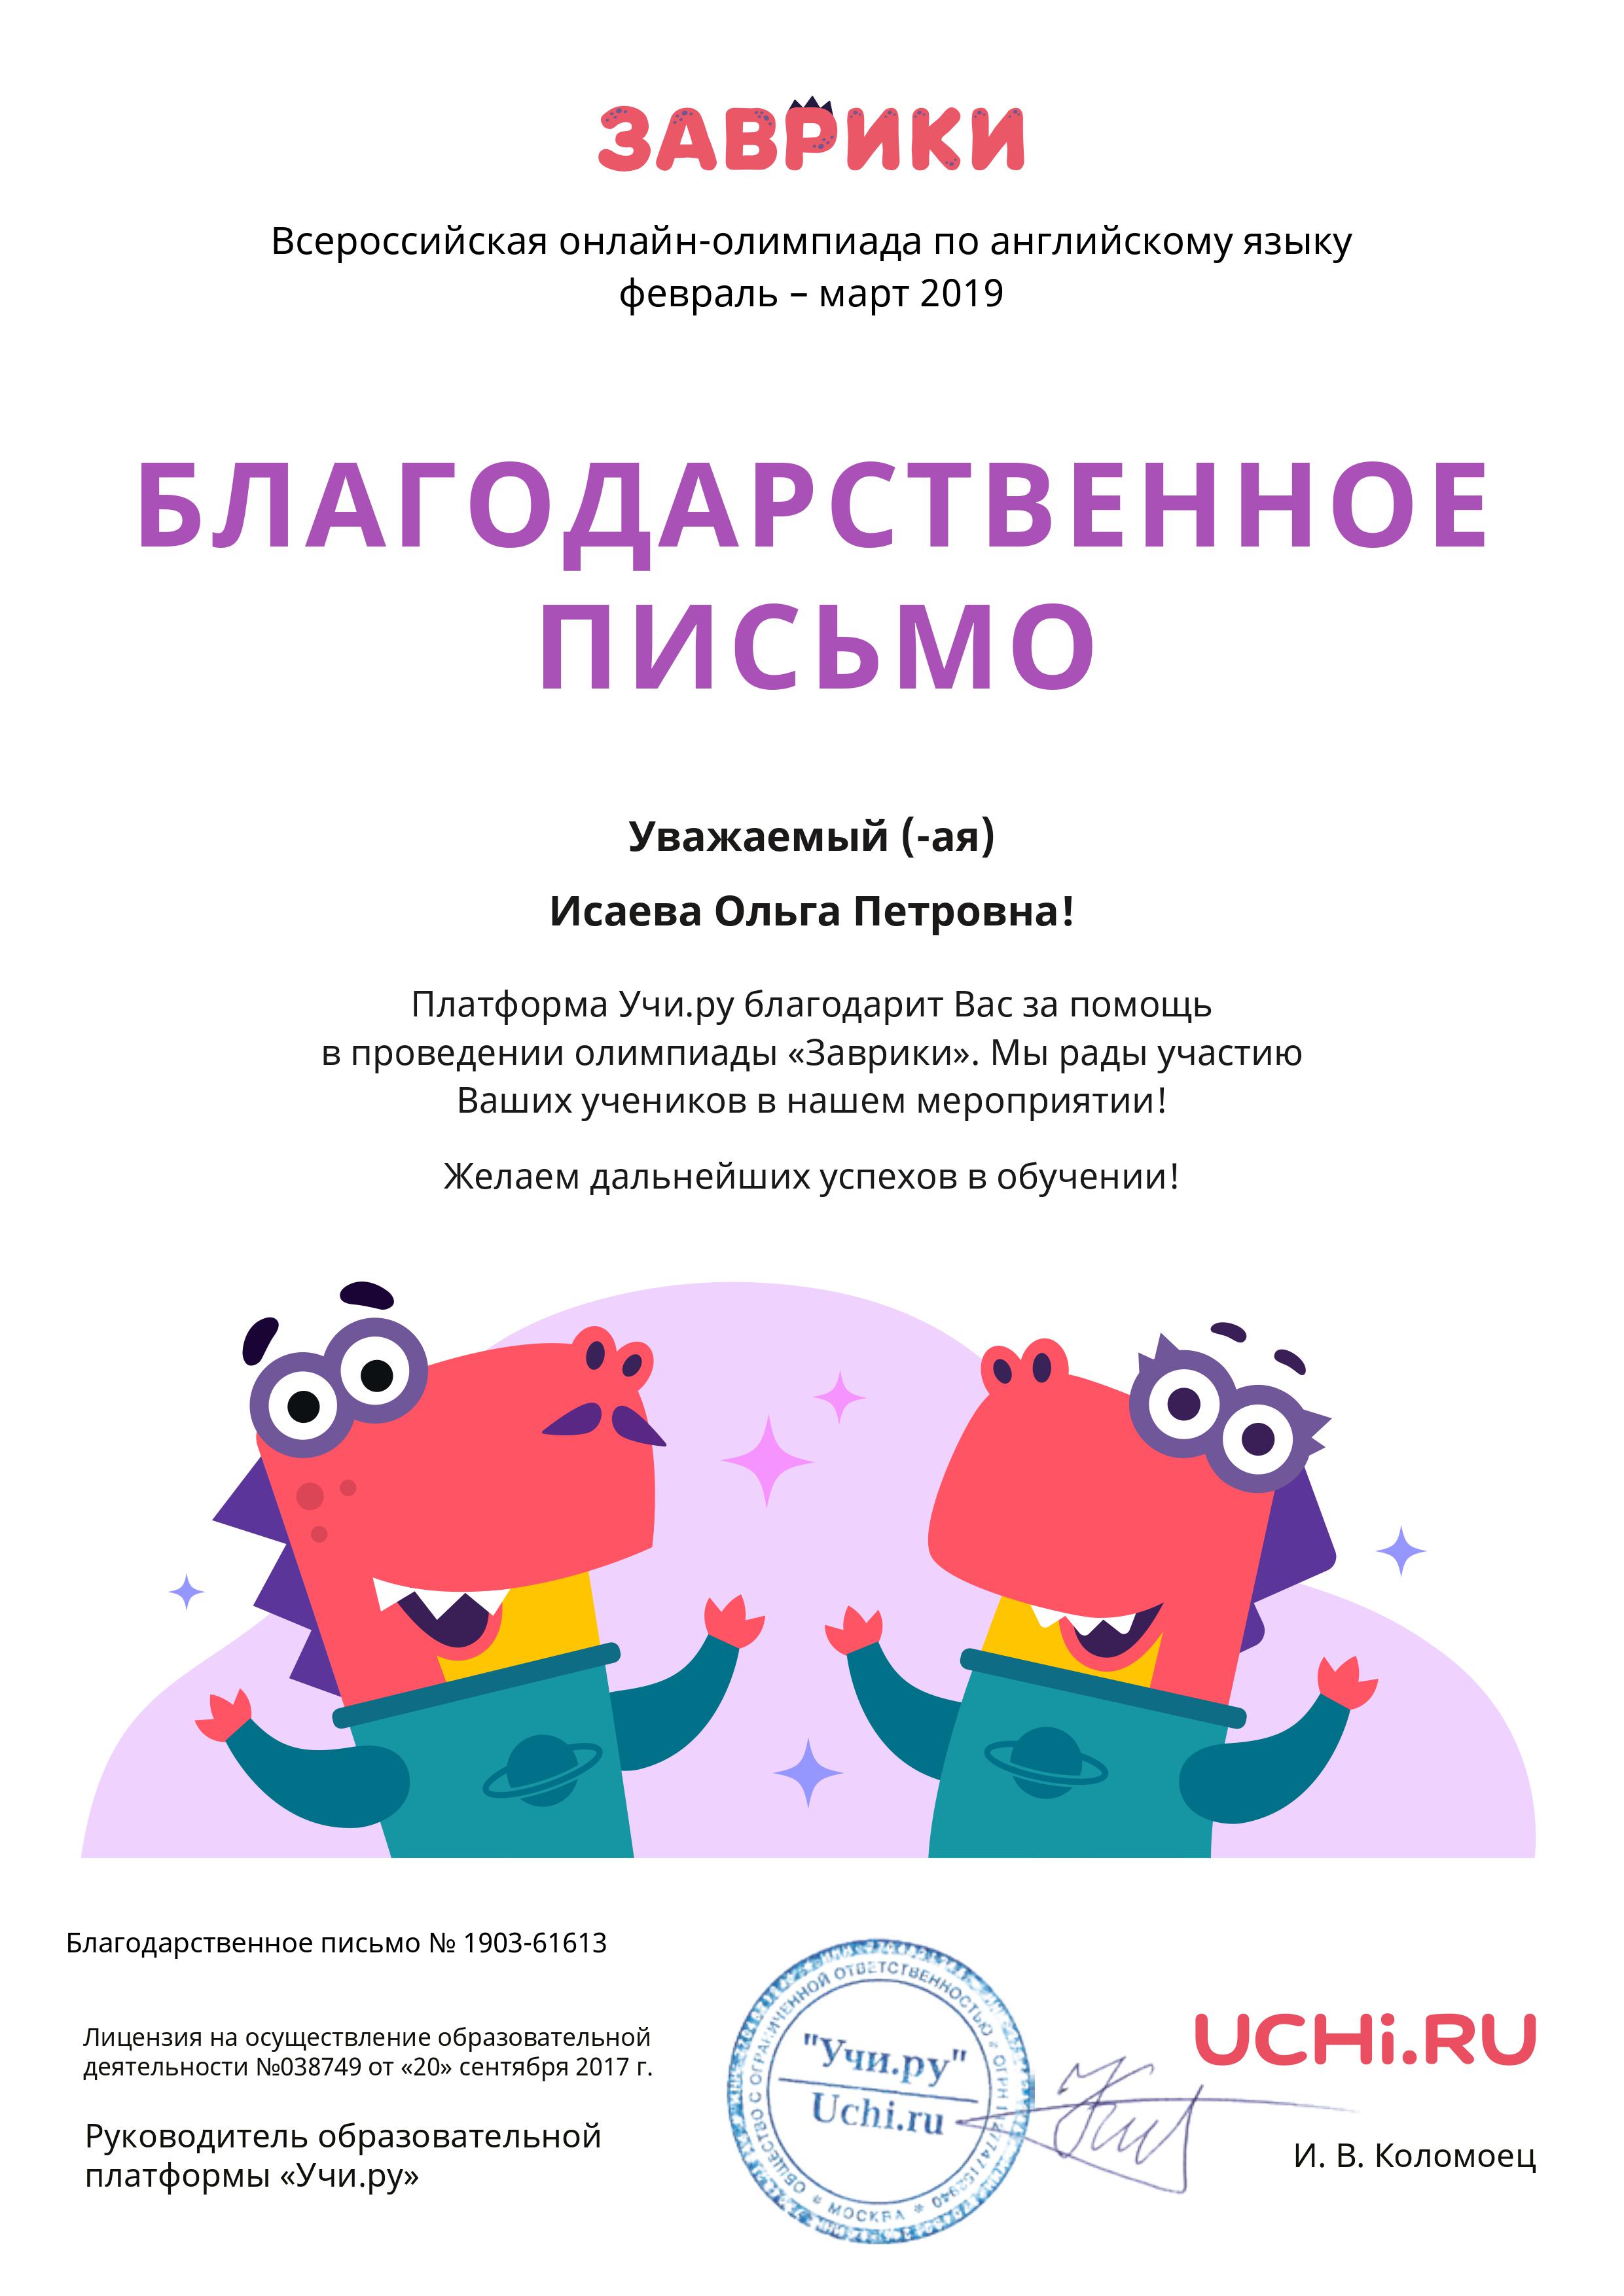 ЗАВРИКИ
Всероссийская онлайн-олимпиада по английскому языку
февраль – март 2019
БЛАГОДАРСТВЕННОЕ
ПИСЬМО
Уважаемый (-ая)
Исаева Ольга Петровна!
Платформа Учи.ру благодарит Вас за помощь
в проведении олимпиады «Заврики». Мы рады участию
Ваших учеников в нашем мероприятии!
Желаем дальнейших успехов в обучении!
Благодарственное письмо № 1903-61613
Лицензия на осуществление образовательной
деятельности №038749 от «20» сентября 2017 г.
Руководитель образовательной
платформы «Учи.ру»
ОБЩЕСТВО С ОГРАНИЧЕННОЙ ОТВЕТСТВЕННОСТЬЮ
ОГРН
* МОСКВА *
"Учи.ру"
Uchi.ru
UCHi.RU
И. В. Коломоец